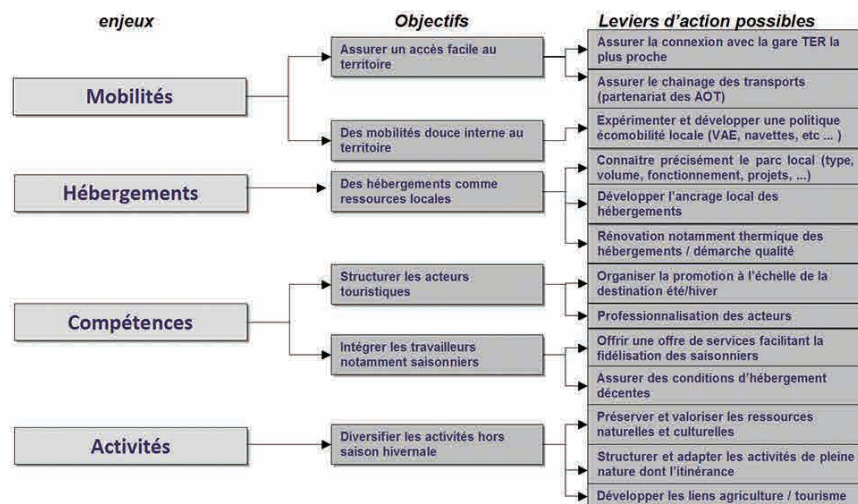 enjeux
Objectifs
Leviers d'action possibles
Mobilités
Assurer un accés facile au
territoire
Assurer la connexion avec la gare TER la
plus proche
Assurer le chainage des transports
(partenariat des AOT)
Des mobilités douce interne au
territoire
Expérimenter et développer une politique
écomobilité locale (VAE, navettes, etc ... )
Hébergements
Des hébergements comme
ressources locales
Connaître précisément le parc local (type,
volume, fonctionnement, projets, ...)
Développer l'ancrage local des
hébergements
Rénovation notamment thermique des
hébergements / démarche qualité
Compétences
Structurer les acteurs
touristiques
Organiser la promotion à l'échelle de la
destination été/hiver
Professionnalisation des acteurs
Intégrer les travailleurs
notamment saisonniers
Offrir une offre de services facilitant la
fidélisation des saisonniers
Assurer des conditions d'hébergement
décentes
Activités
Diversifier les activités hors
saison hivernale
Préserver et valoriser les ressources
naturelles et culturelles
Structurer et adapter les activités de pleine
nature dont l'itinérance
Développer les liens agriculture / tourisme